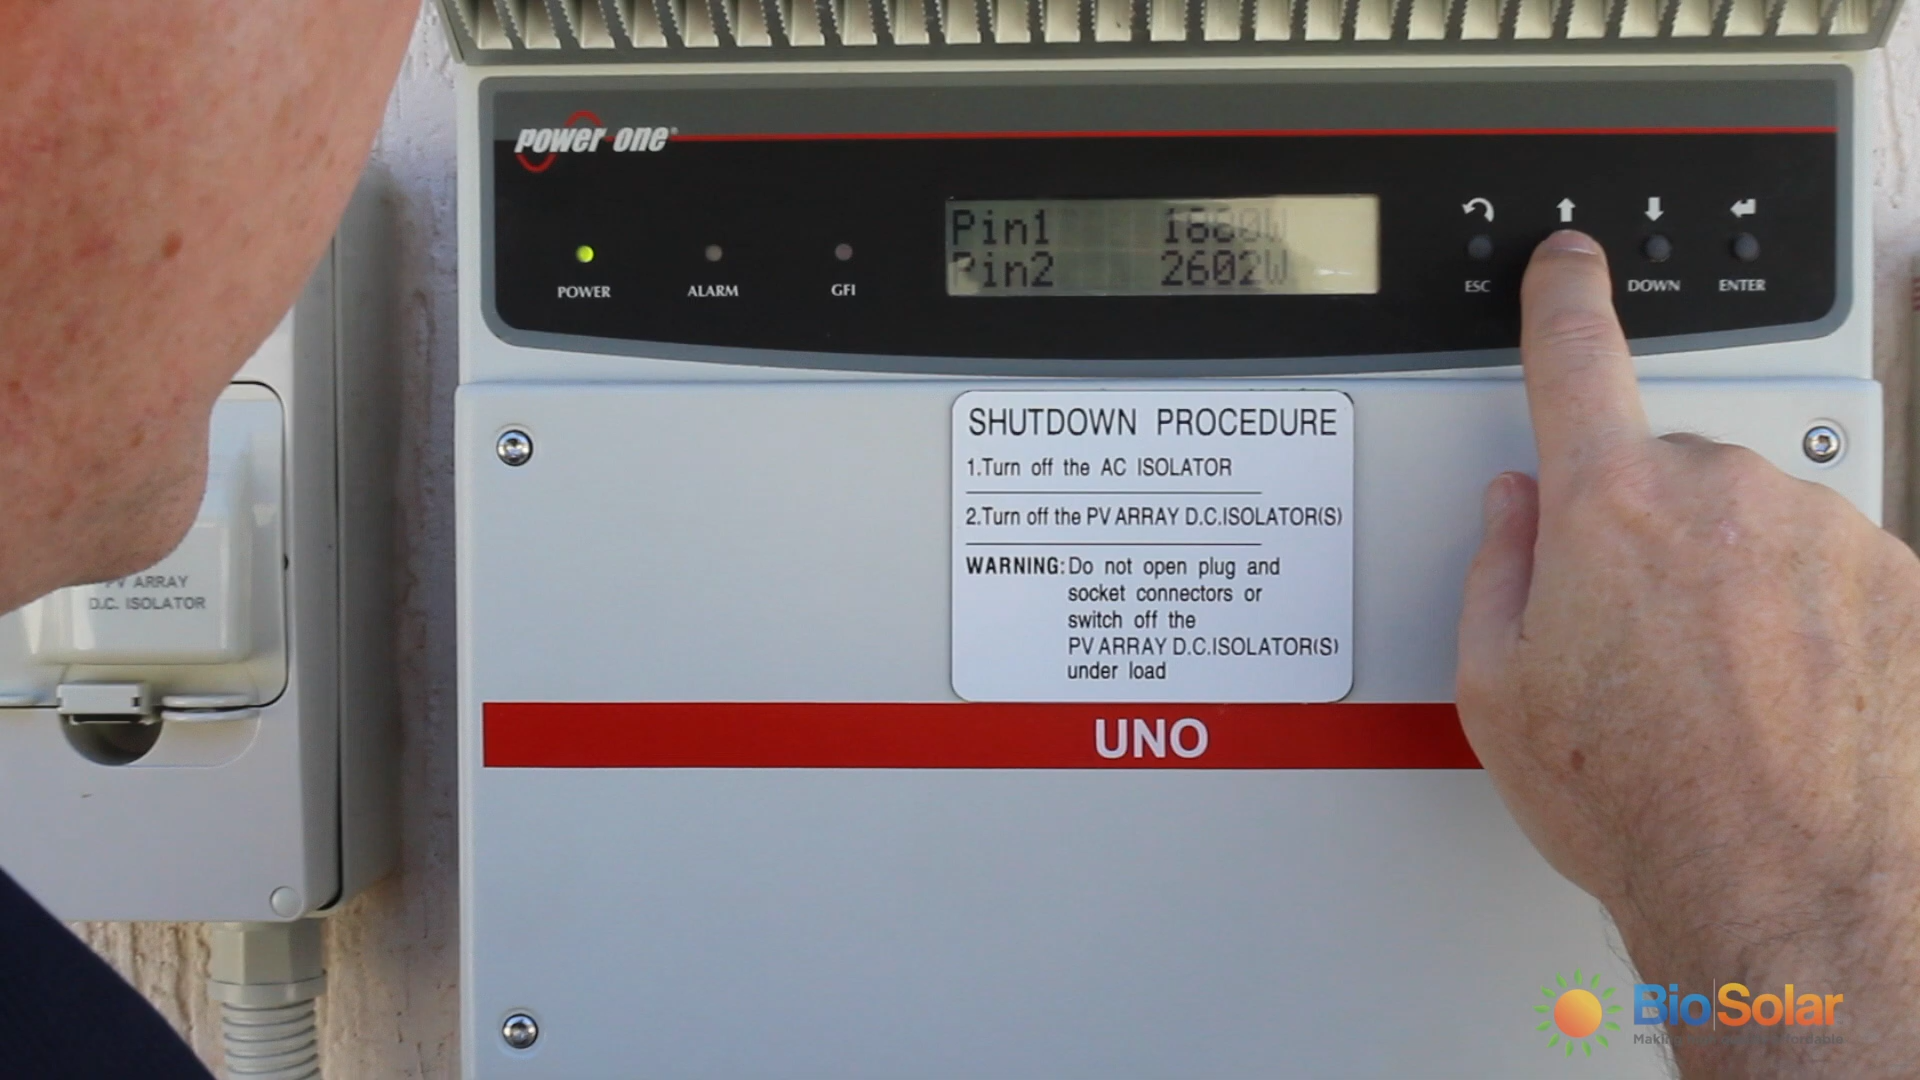 power-one®
Pin1
Pin2 2602W
POWER
ALARM
GFI
ESC
DOWN
ENTER
SHUTDOWN PROCEDURE
1.Turn off the AC ISOLATOR
2.Turn off the PV ARRAY D.C.ISOLATOR(S)
WARNING: Do not open plug and
socket connectors or
switch off the
PV ARRAY D.C.ISOLATOR(S)
under load
PV ARRAY
D.C. ISOLATOR
UNO
BioSolar